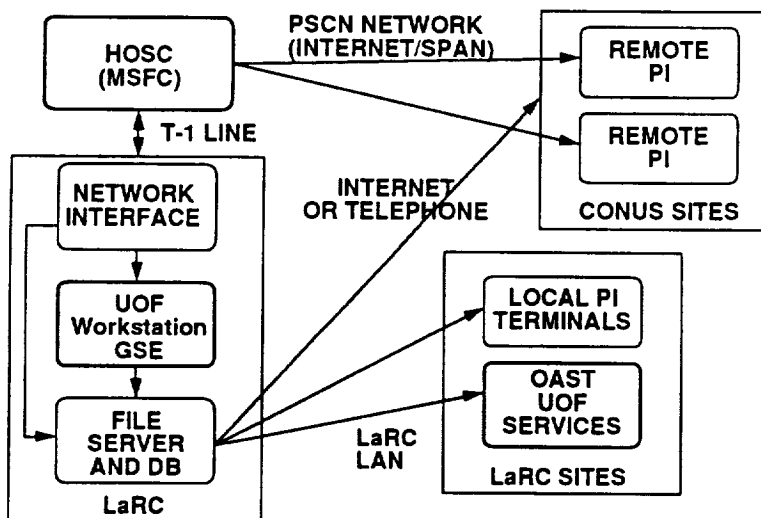 HOSC
(MSFC)
PSCN NETWORK
(INTERNET/SPAN)
REMOTE
PI
REMOTE
PI
CONUS SITES
T-1 LINE
NETWORK
INTERFACE
INTERNET
OR TELEPHONE
UOF
Workstation
GSE
LOCAL PI
TERMINALS
OAST
UOF
SERVICES
LaRC SITES
FILE
SERVER
AND DB
LaRC
LAN
LaRC